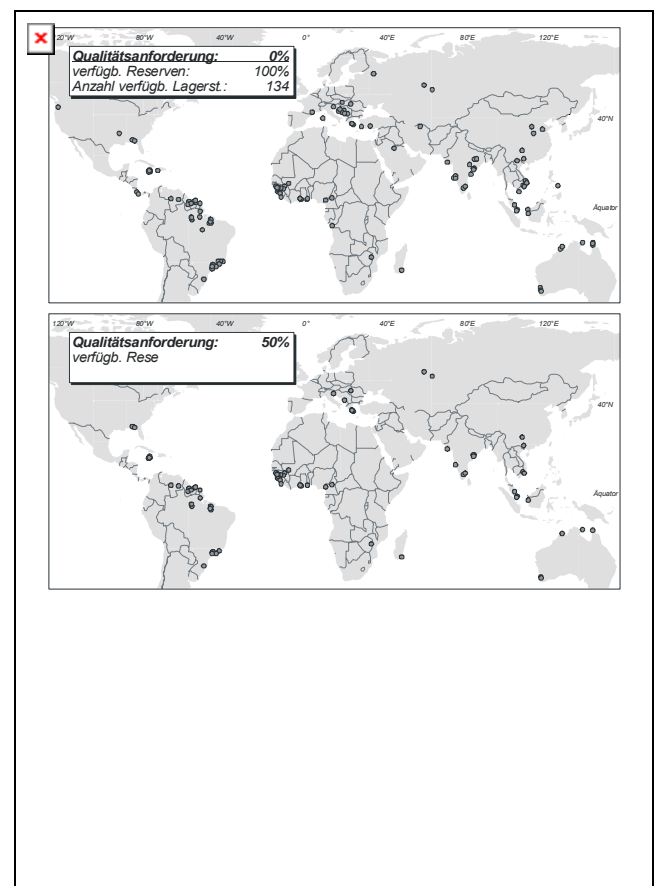 120°W 80°W 40°W 0° 40°E 80°E 120°E
Qualitätsanforderung: 0%
verfügb. Reserven: 100%
Anzahl verfügb. Lagerst.: 134
40°N
Äquator
120°W 80°W 40°W 0° 40°E 80°E 120°E
Qualitätsanforderung: 50%
verfügb. Rese
40°N
Äquator